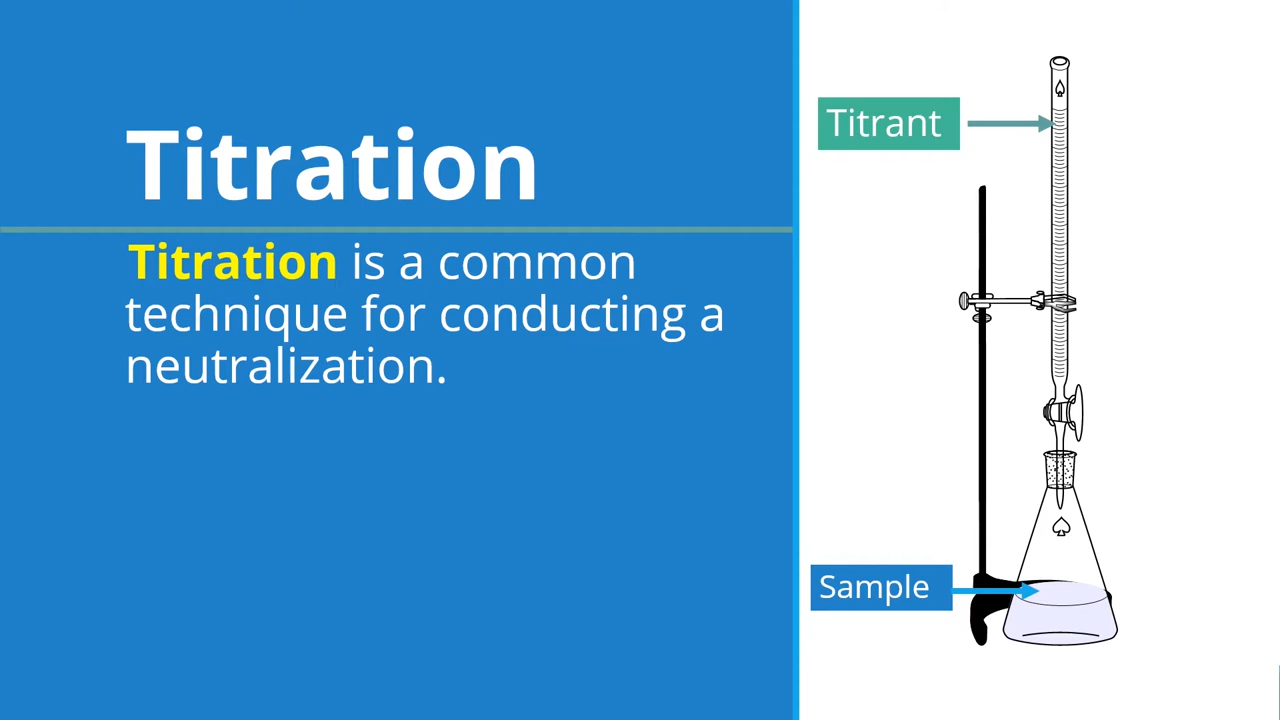 Titration
Titration is a common
technique for conducting a
neutralization.
Titrant
Sample